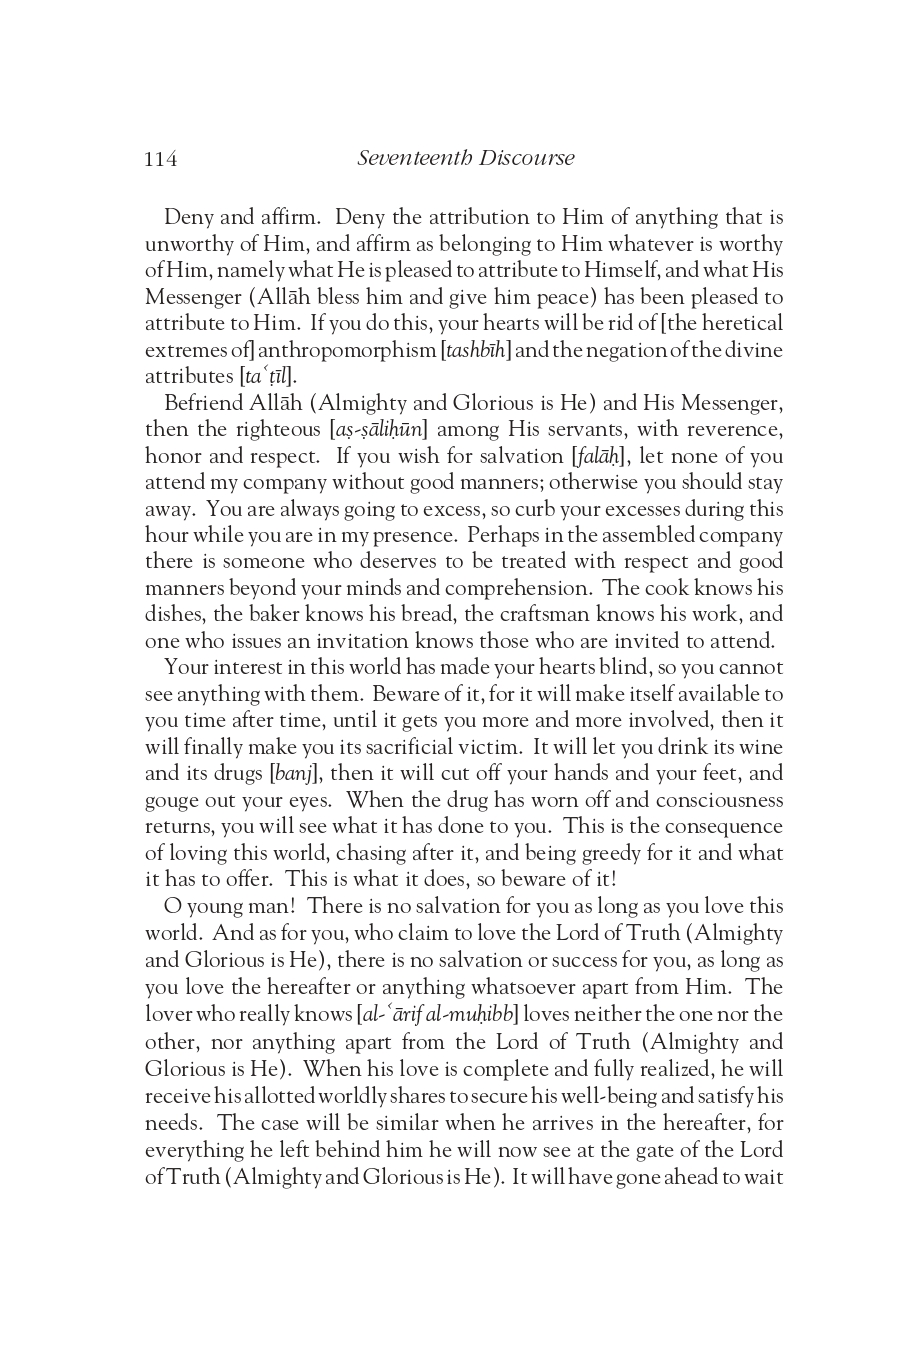 114 Seventeenth Discourse
Deny and affirm. Deny the attribution to Him of anything that is
unworthy of Him, and affirm as belonging to Him whatever is worthy
of Him, namely what He is pleased to attribute to Himself, and what His
Messenger (Allāh bless him and give him peace) has been pleased to
attribute to Him. If you do this, your hearts will be rid of [the heretical
extremes of] anthropomorphism [tashbīh] and the negation of the divine
attributes [taʿṭīl].
Befriend Allāh (Almighty and Glorious is He) and His Messenger,
then the righteous [aṣ-ṣāliḥūn] among His servants, with reverence,
honor and respect. If you wish for salvation [falāḥ], let none of you
attend my company without good manners; otherwise you should stay
away. You are always going to excess, so curb your excesses during this
hour while you are in my presence. Perhaps in the assembled company
there is someone who deserves to be treated with respect and good
manners beyond your minds and comprehension. The cook knows his
dishes, the baker knows his bread, the craftsman knows his work, and
one who issues an invitation knows those who are invited to attend.
Your interest in this world has made your hearts blind, so you cannot
see anything with them. Beware of it, for it will make itself available to
you time after time, until it gets you more and more involved, then it
will finally make you its sacrificial victim. It will let you drink its wine
and its drugs [banj], then it will cut off your hands and your feet, and
gouge out your eyes. When the drug has worn off and consciousness
returns, you will see what it has done to you. This is the consequence
of loving this world, chasing after it, and being greedy for it and what
it has to offer. This is what it does, so beware of it!
O young man! There is no salvation for you as long as you love this
world. And as for you, who claim to love the Lord of Truth (Almighty
and Glorious is He), there is no salvation or success for you, as long as
you love the hereafter or anything whatsoever apart from Him. The
lover who really knows [al-ʿārif al-muḥibb] loves neither the one nor the
other, nor anything apart from the Lord of Truth (Almighty and
Glorious is He). When his love is complete and fully realized, he will
receive his allotted worldly shares to secure his well-being and satisfy his
needs. The case will be similar when he arrives in the hereafter, for
everything he left behind him he will now see at the gate of the Lord
of Truth (Almighty and Glorious is He). It will have gone ahead to wait